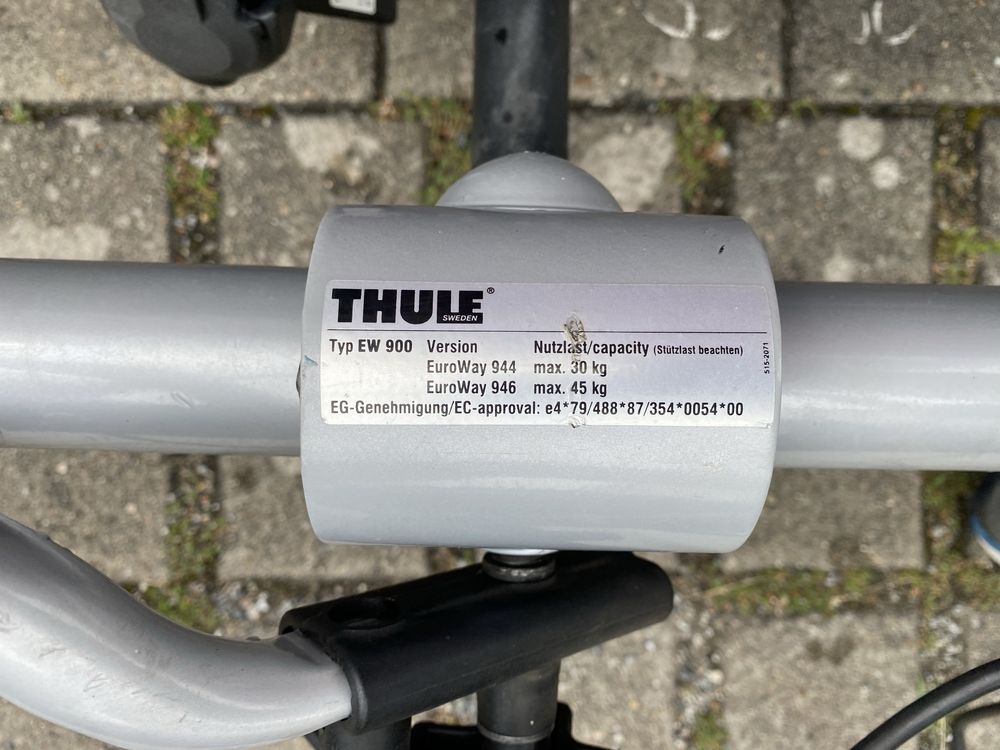 THULE®
SWEDEN
Typ EW 900 Version Nutzlast/capacity (Stützlast beachten)
EuroWay 944 max. 30 kg
EuroWay 946 max. 45 kg
EG-Genehmigung/EC-approval: e4*79/488*87/354*0054*00
515-2071